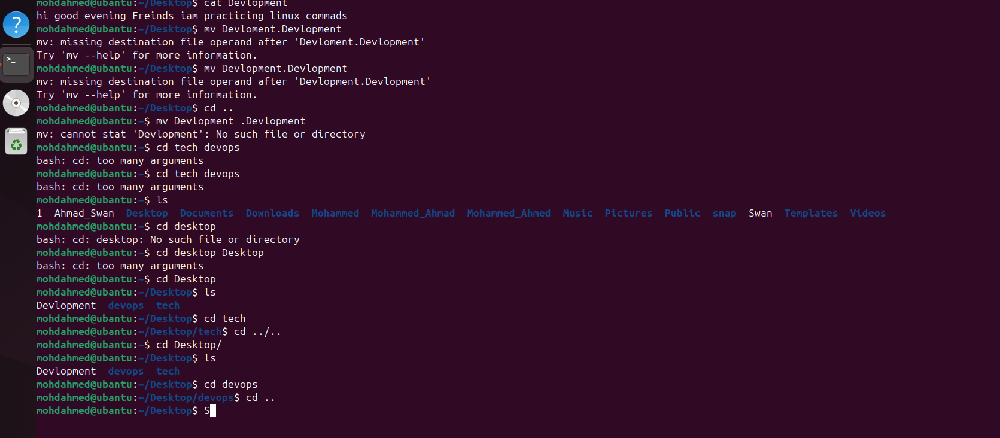 mohdahmed@ubantu:~/Desktop$ cat Devlopment
hi good evening Freinds iam practicing linux commads
mohdahmed@ubantu:~/Desktop$ mv Devloment.Devlopment
mv: missing destination file operand after 'Devloment.Devlopment'
Try 'mv --help' for more information.
mohdahmed@ubantu:~/Desktop$ mv Devlopment.Devlopment
mv: missing destination file operand after 'Devlopment.Devlopment'
Try 'mv --help' for more information.
mohdahmed@ubantu:~/Desktop$ cd ..
mohdahmed@ubantu:~$ mv Devlopment .Devlopment
mv: cannot stat 'Devlopment': No such file or directory
mohdahmed@ubantu:~$ cd tech devops
bash: cd: too many arguments
mohdahmed@ubantu:~$ cd tech devops
bash: cd: too many arguments
mohdahmed@ubantu:~$ ls
1  Ahmad_Swan  Desktop  Documents  Downloads  Mohammed  Mohammed_Ahmad  Mohammed_Ahmed  Music  Pictures  Public  snap  Swan  Templates  Videos
mohdahmed@ubantu:~$ cd desktop
bash: cd: desktop: No such file or directory
mohdahmed@ubantu:~$ cd desktop Desktop
bash: cd: too many arguments
mohdahmed@ubantu:~$ cd Desktop
mohdahmed@ubantu:~/Desktop$ ls
Devlopment  devops  tech
mohdahmed@ubantu:~/Desktop$ cd tech
mohdahmed@ubantu:~/Desktop/tech$ cd ../..
mohdahmed@ubantu:~$ cd Desktop/
mohdahmed@ubantu:~/Desktop$ ls
Devlopment  devops  tech
mohdahmed@ubantu:~/Desktop$ cd devops
mohdahmed@ubantu:~/Desktop/devops$ cd ..
mohdahmed@ubantu:~/Desktop$ S